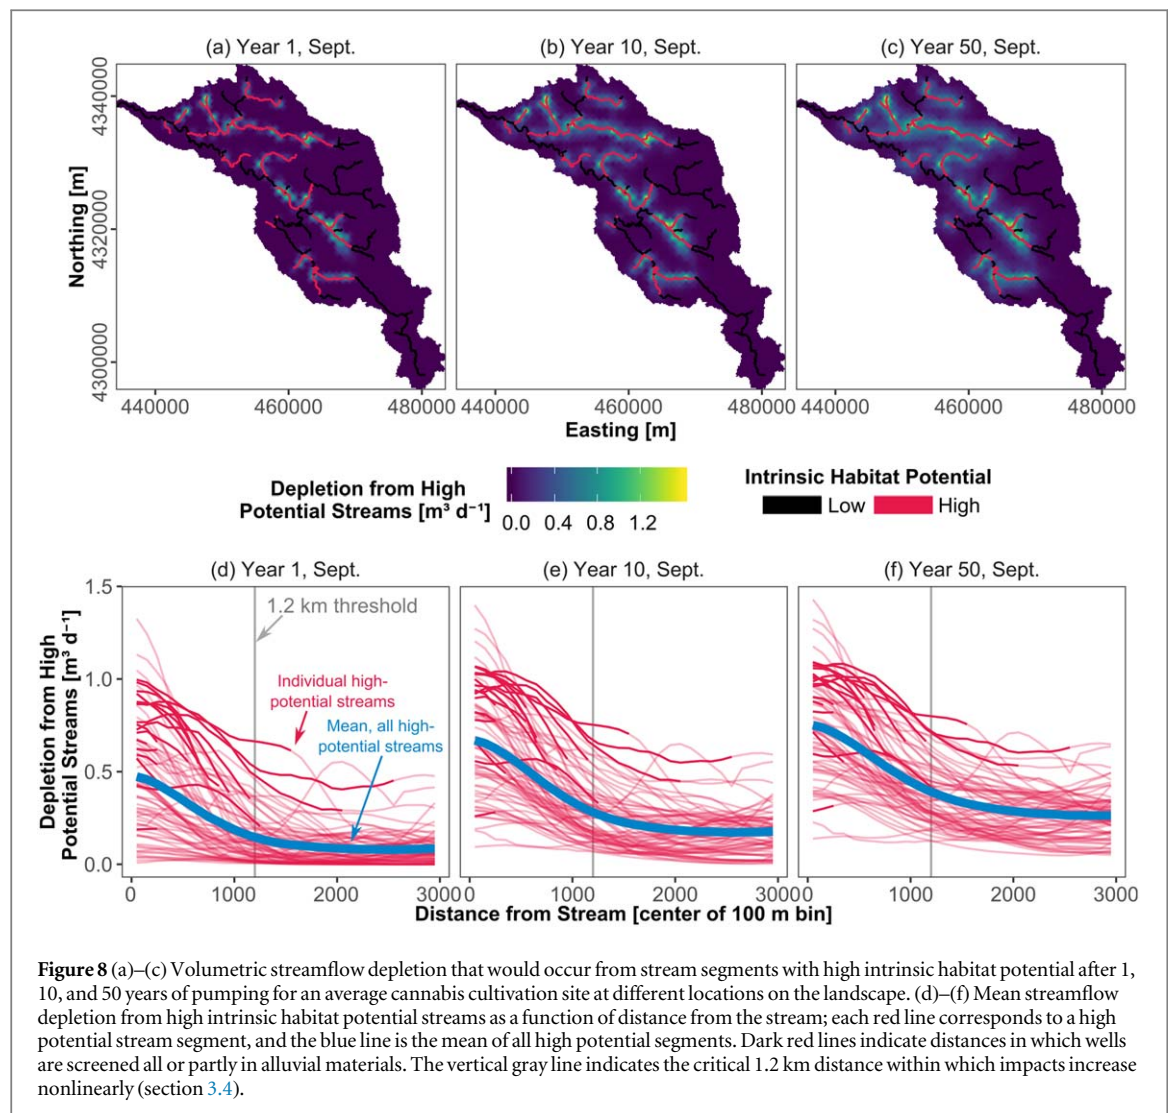 (a) Year 1, Sept.
(b) Year 10, Sept.
(c) Year 50, Sept.
Northing [m]
4340000
4320000
4300000
440000 460000 480000
440000 460000 480000
440000 460000 480000
Easting [m]
Depletion from High
Potential Streams [m³ d⁻¹]
0.0 0.4 0.8 1.2
Intrinsic Habitat Potential
Low High
(d) Year 1, Sept.
(e) Year 10, Sept.
(f) Year 50, Sept.
Depletion from High
Potential Streams [m³ d⁻¹]
1.5
1.0
0.5
0.0
1.2 km threshold
Individual high-
potential streams
Mean, all high-
potential streams
0 1000 2000 3000
0 1000 2000 3000
0 1000 2000 3000
Distance from Stream [center of 100 m bin]
Figure 8 (a)–(c) Volumetric streamflow depletion that would occur from stream segments with high intrinsic habitat potential after 1,
10, and 50 years of pumping for an average cannabis cultivation site at different locations on the landscape. (d)–(f) Mean streamflow
depletion from high intrinsic habitat potential streams as a function of distance from the stream; each red line corresponds to a high
potential stream segment, and the blue line is the mean of all high potential segments. Dark red lines indicate distances in which wells
are screened all or partly in alluvial materials. The vertical gray line indicates the critical 1.2 km distance within which impacts increase
nonlinearly (section 3.4).